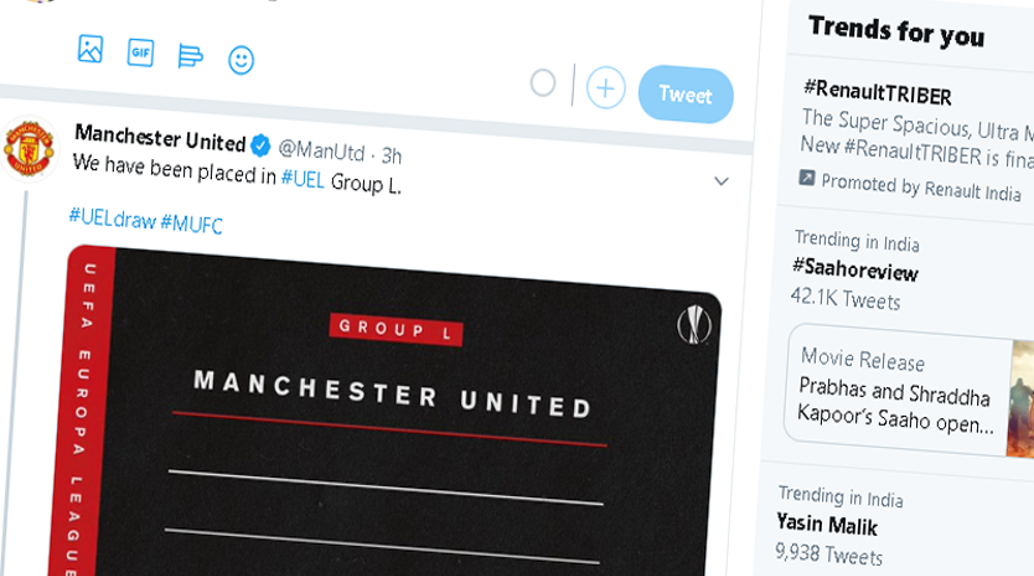 GIF
Tweet
Manchester United @ManUtd · 3h
We have been placed in #UEL Group L.
#UELdraw #MUFC
UEFA EUROPA LEAGUE
GROUP L
MANCHESTER UNITED
Trends for you
#RenaultTRIBER
The Super Spacious, Ultra
New #RenaultTRIBER is
Promoted by Renault India
Trending in India
#Saahoreview
42.1K Tweets
Movie Release
Prabhas and Shraddha
Kapoor's Saaho open...
Trending in India
Yasin Malik
9,938 Tweets